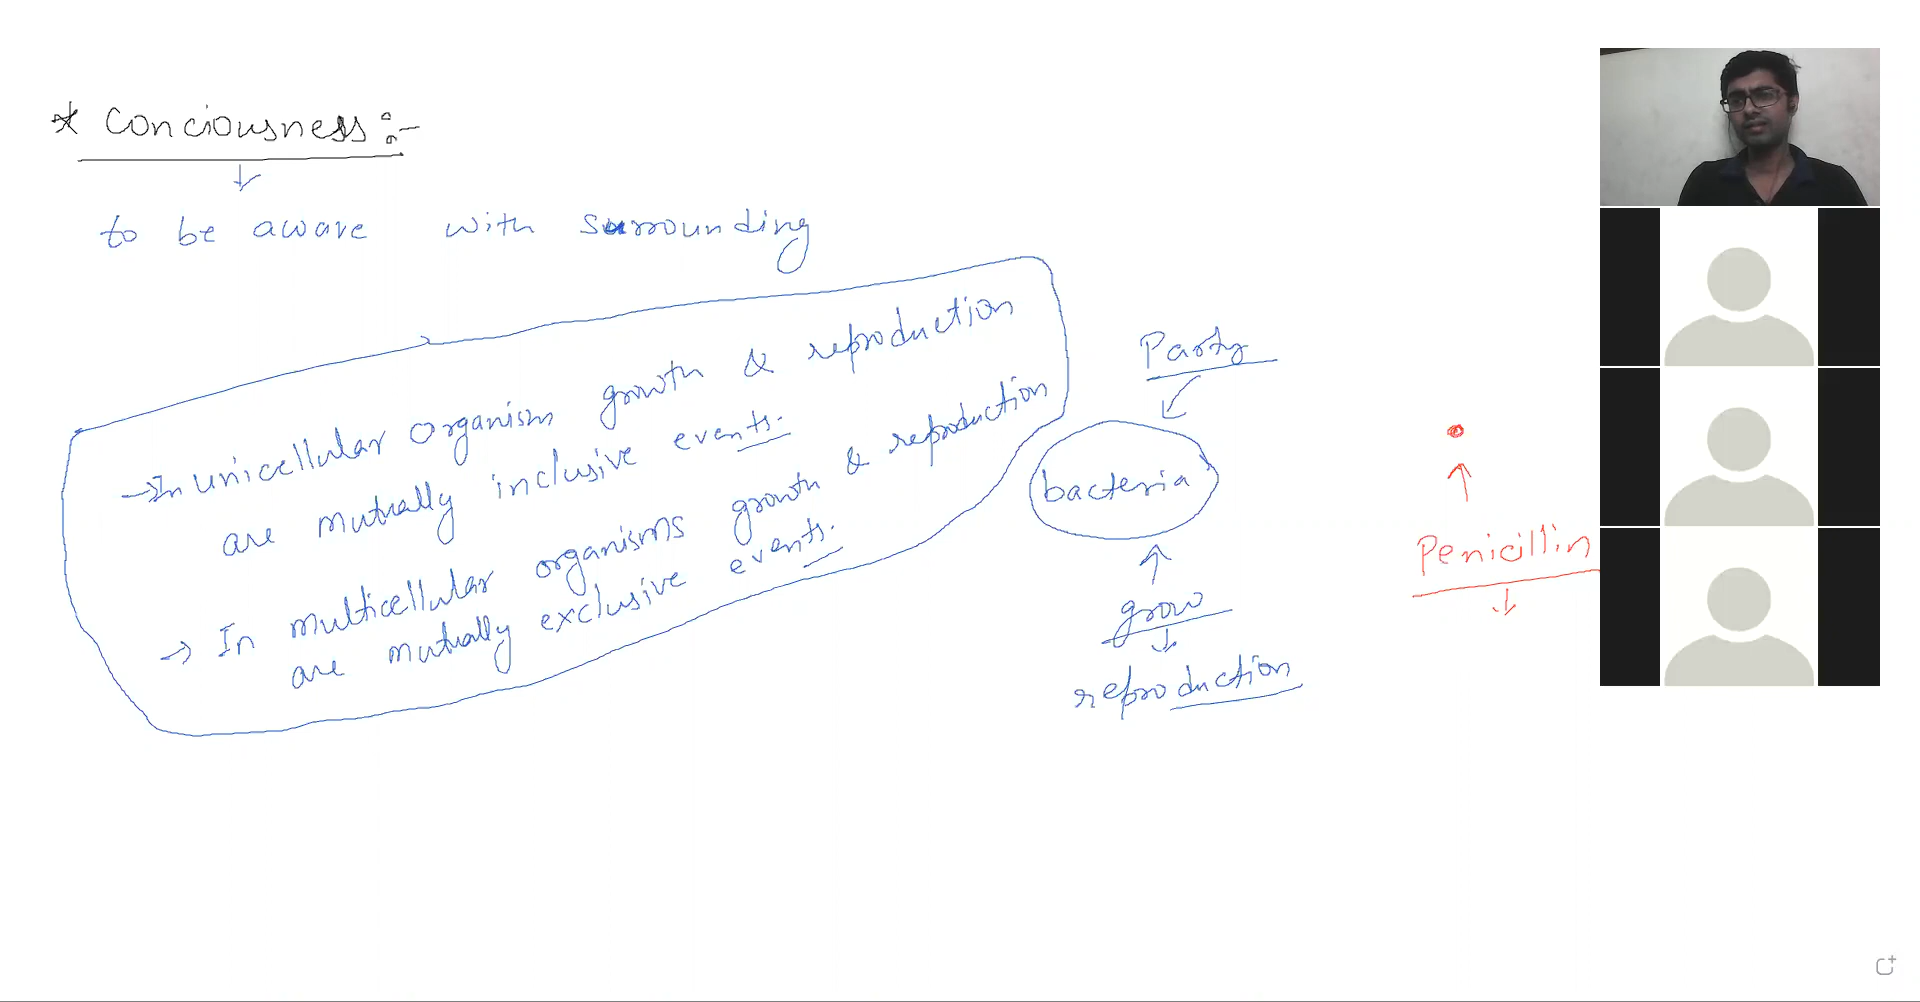 * Conciousness:-
to be aware with surrounding
→In unicellular organism growth & reproduction
are mutually inclusive events.
→ In multicellular organisms growth & reproduction
are mutually exclusive events.
Party
bacteria
grow
reproduction
Penicillin